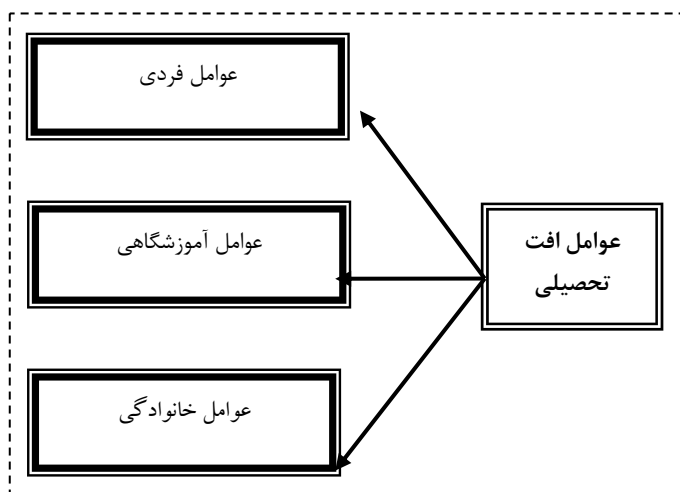 عوامل فردی
عوامل آموزشگاهی
عوامل افت
تحصیلی
عوامل خانوادگی